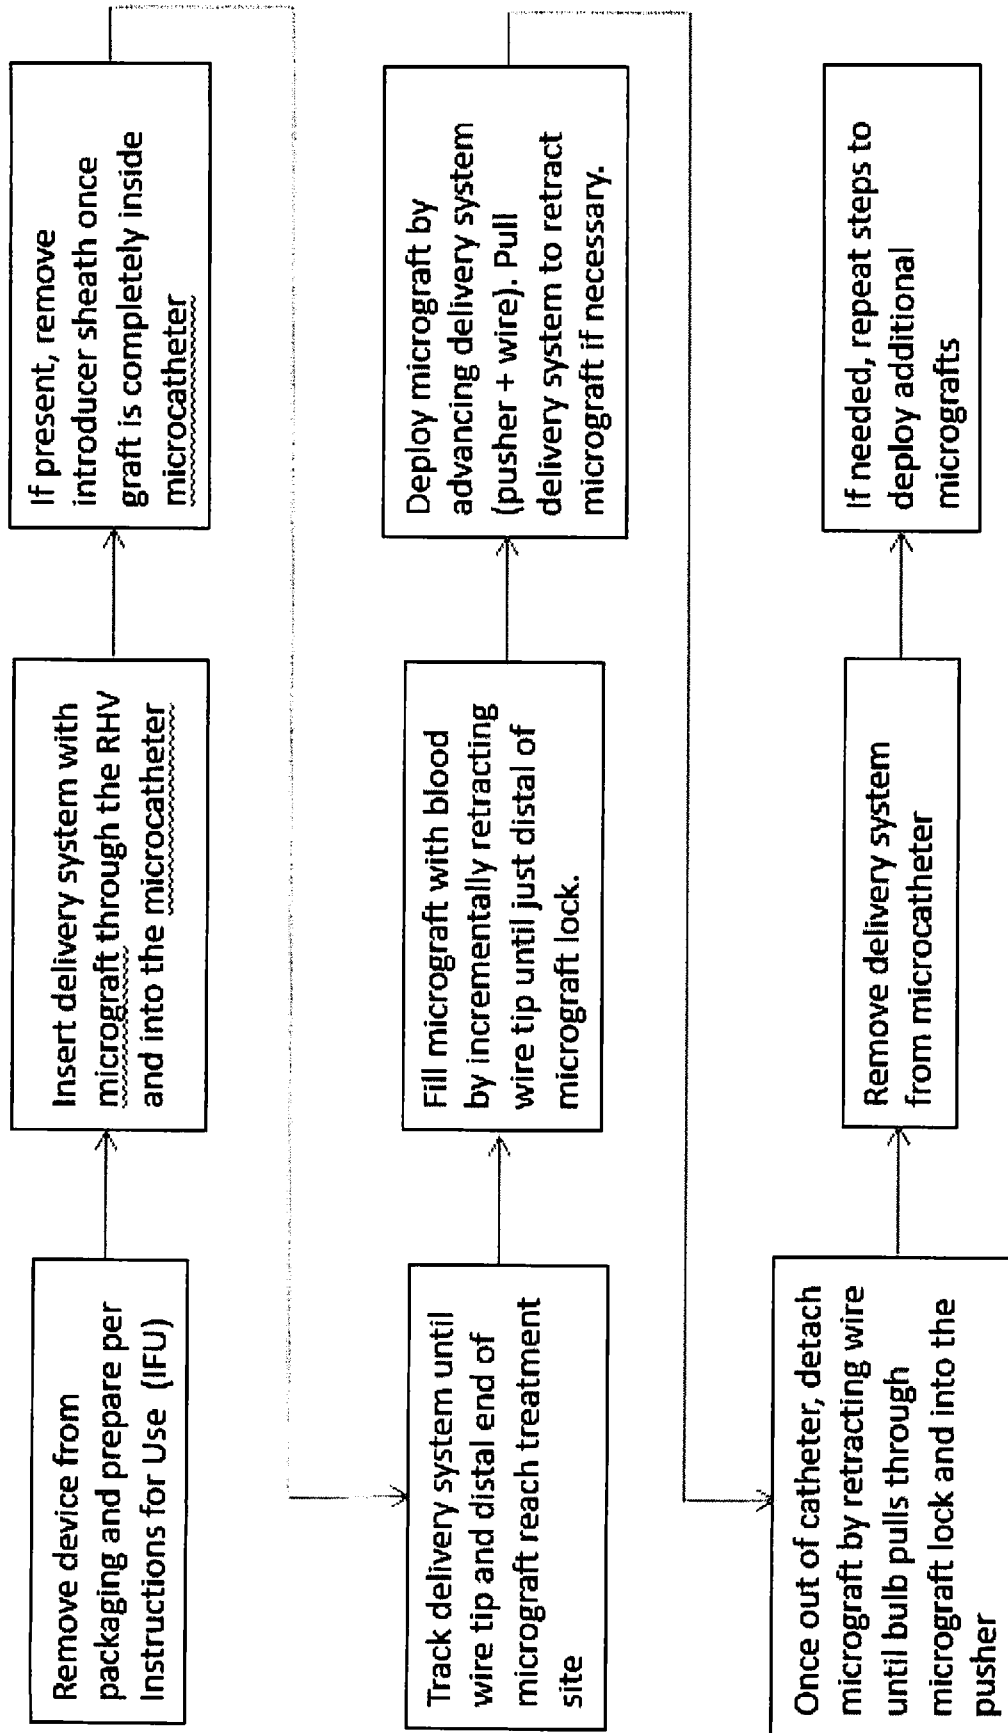 Remove device from
packaging and prepare per
Instructions for Use (IFU)
Insert delivery system with
micrograft through the RHV
and into the microcatheter
If present, remove
introducer sheath once
graft is completely inside
microcatheter
Track delivery system until
wire tip and distal end of
micrograft reach treatment
site
Fill micrograft with blood
by incrementally retracting
wire tip until just distal of
micrograft lock.
Deploy micrograft by
advancing delivery system
(pusher + wire). Pull
delivery system to retract
micrograft if necessary.
Once out of catheter, detach
micrograft by retracting wire
until bulb pulls through
micrograft lock and into the
pusher
Remove delivery system
from microcatheter
If needed, repeat steps to
deploy additional
micrografts